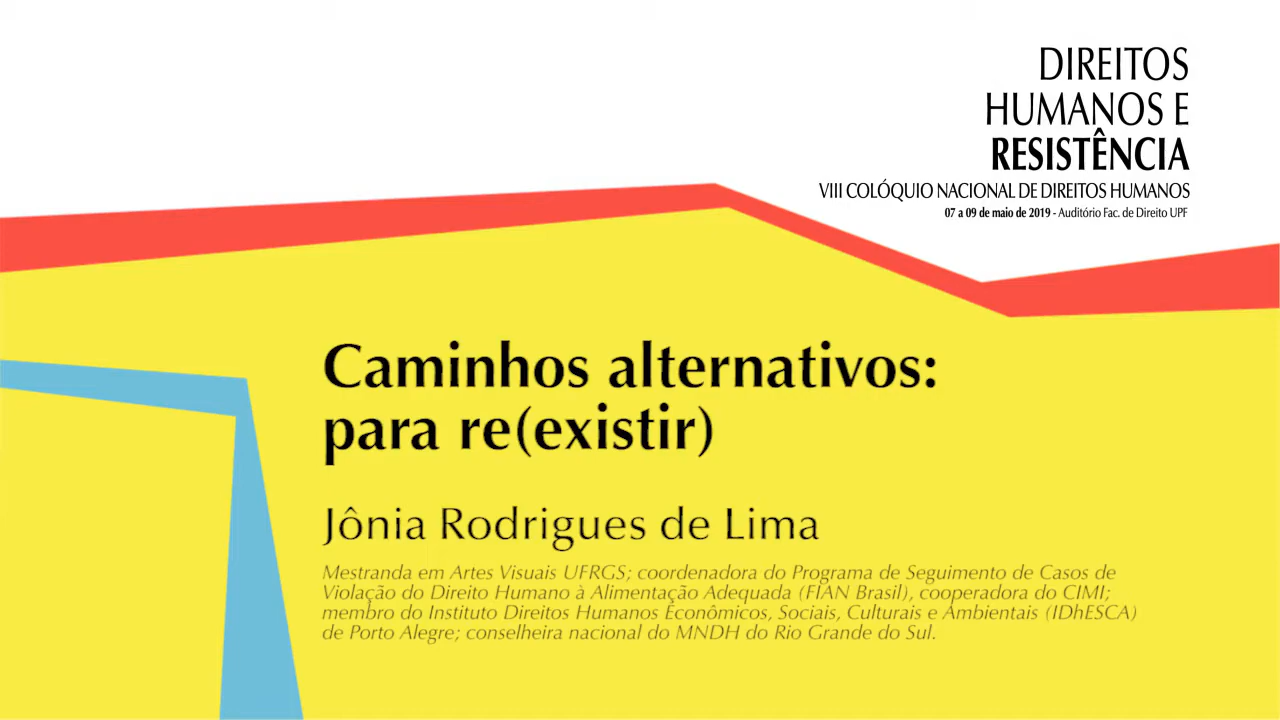 DIREITOS
HUMANOS E
RESISTÊNCIA
VIII COLÓQUIO NACIONAL DE DIREITOS HUMANOS
07 a 09 de maio de 2019 - Auditório Fac. de Direito UPF
Caminhos alternativos:
para re(existir)
Jônia Rodrigues de Lima
Mestranda em Artes Visuais UFRGS; coordenadora do Programa de Seguimento de Casos de
Violação do Direito Humano à Alimentação Adequada (FIAN Brasil), cooperadora do CIMI;
membro do Instituto Direitos Humanos Econômicos, Sociais, Culturais e Ambientais (IDhESCA)
de Porto Alegre; conselheira nacional do MNDH do Rio Grande do Sul.